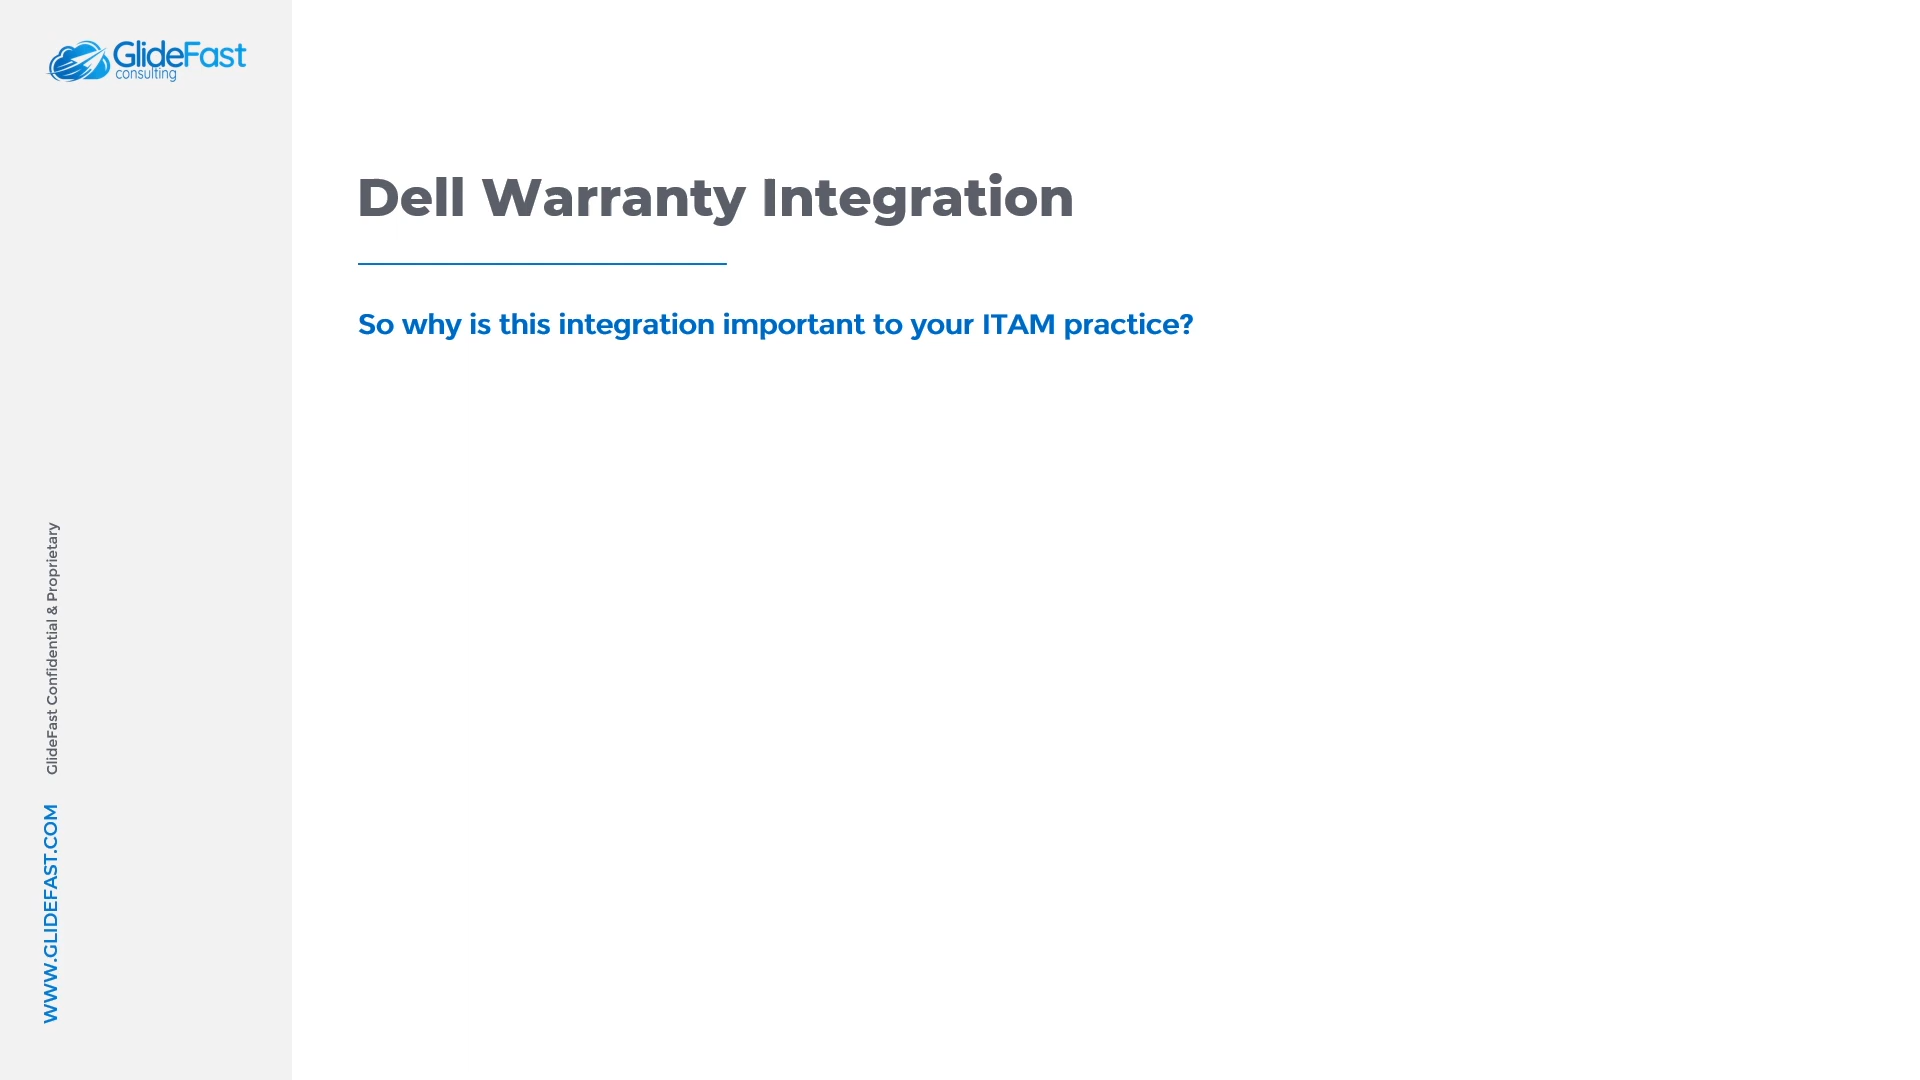 GlideFast
consulting
Dell Warranty Integration
So why is this integration important to your ITAM practice?
GlideFast Confidential & Proprietary
WWW.GLIDEFAST.COM